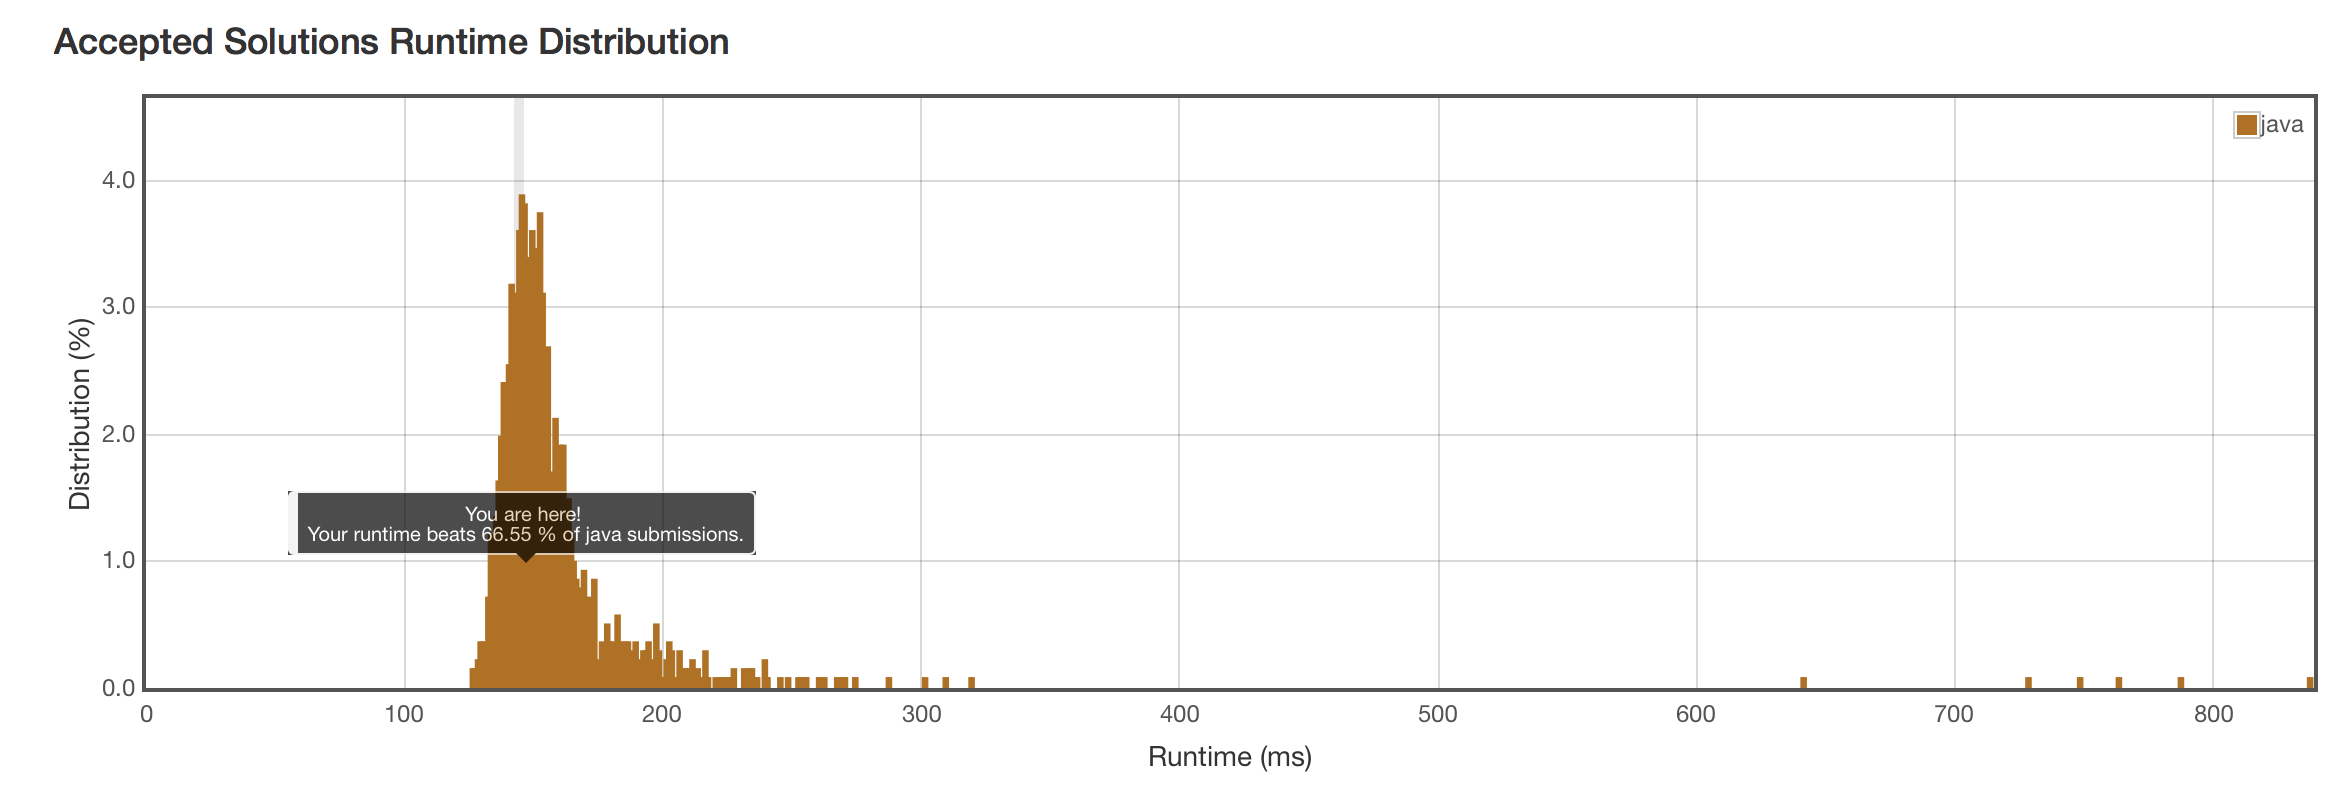 Accepted Solutions Runtime Distribution
java
4.0
3.0
2.0
1.0
0.0
Distribution (%)
You are here!
Your runtime beats 66.55 % of java submissions.
0 100 200 300 400 500 600 700 800
Runtime (ms)